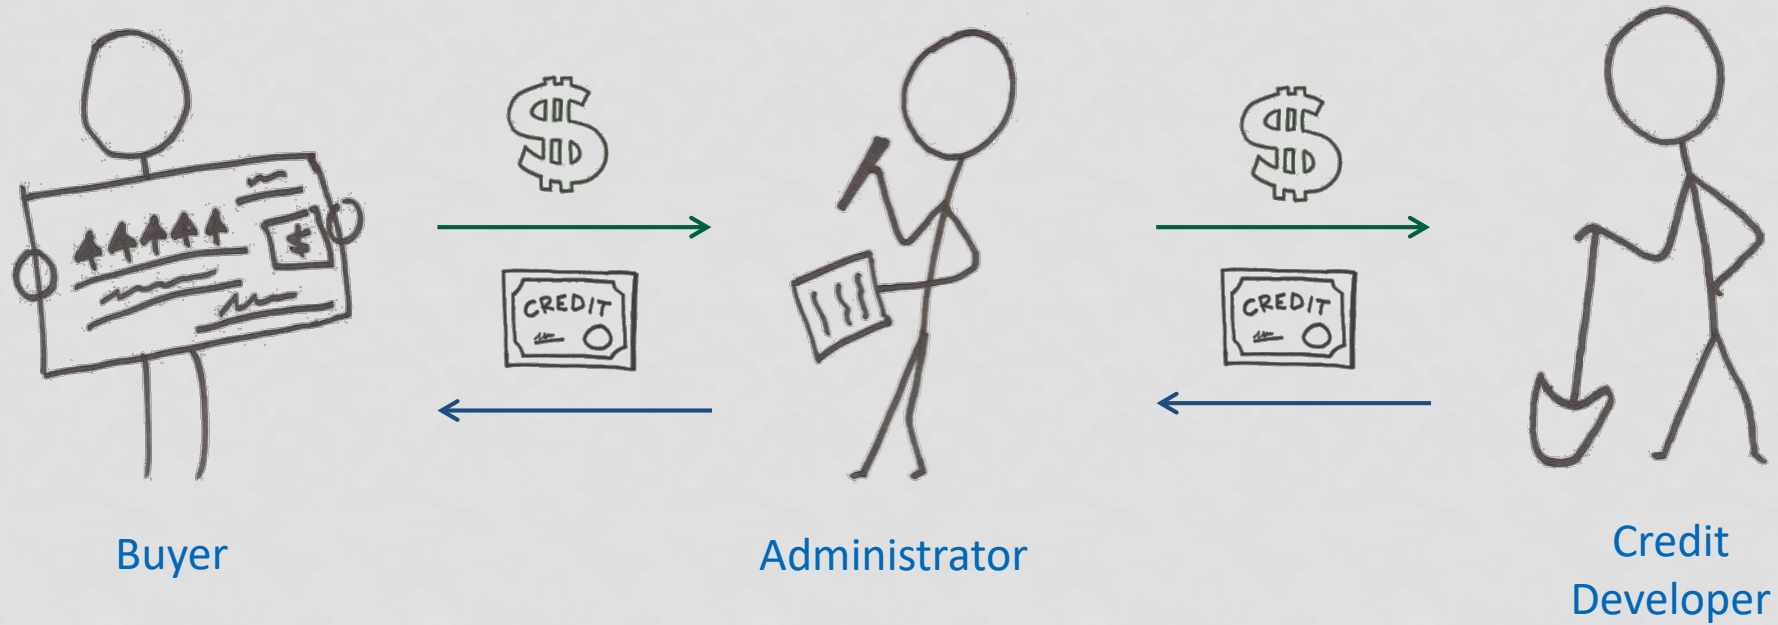 $
$
$
CREDIT
CREDIT
Buyer
Administrator
Credit
Developer